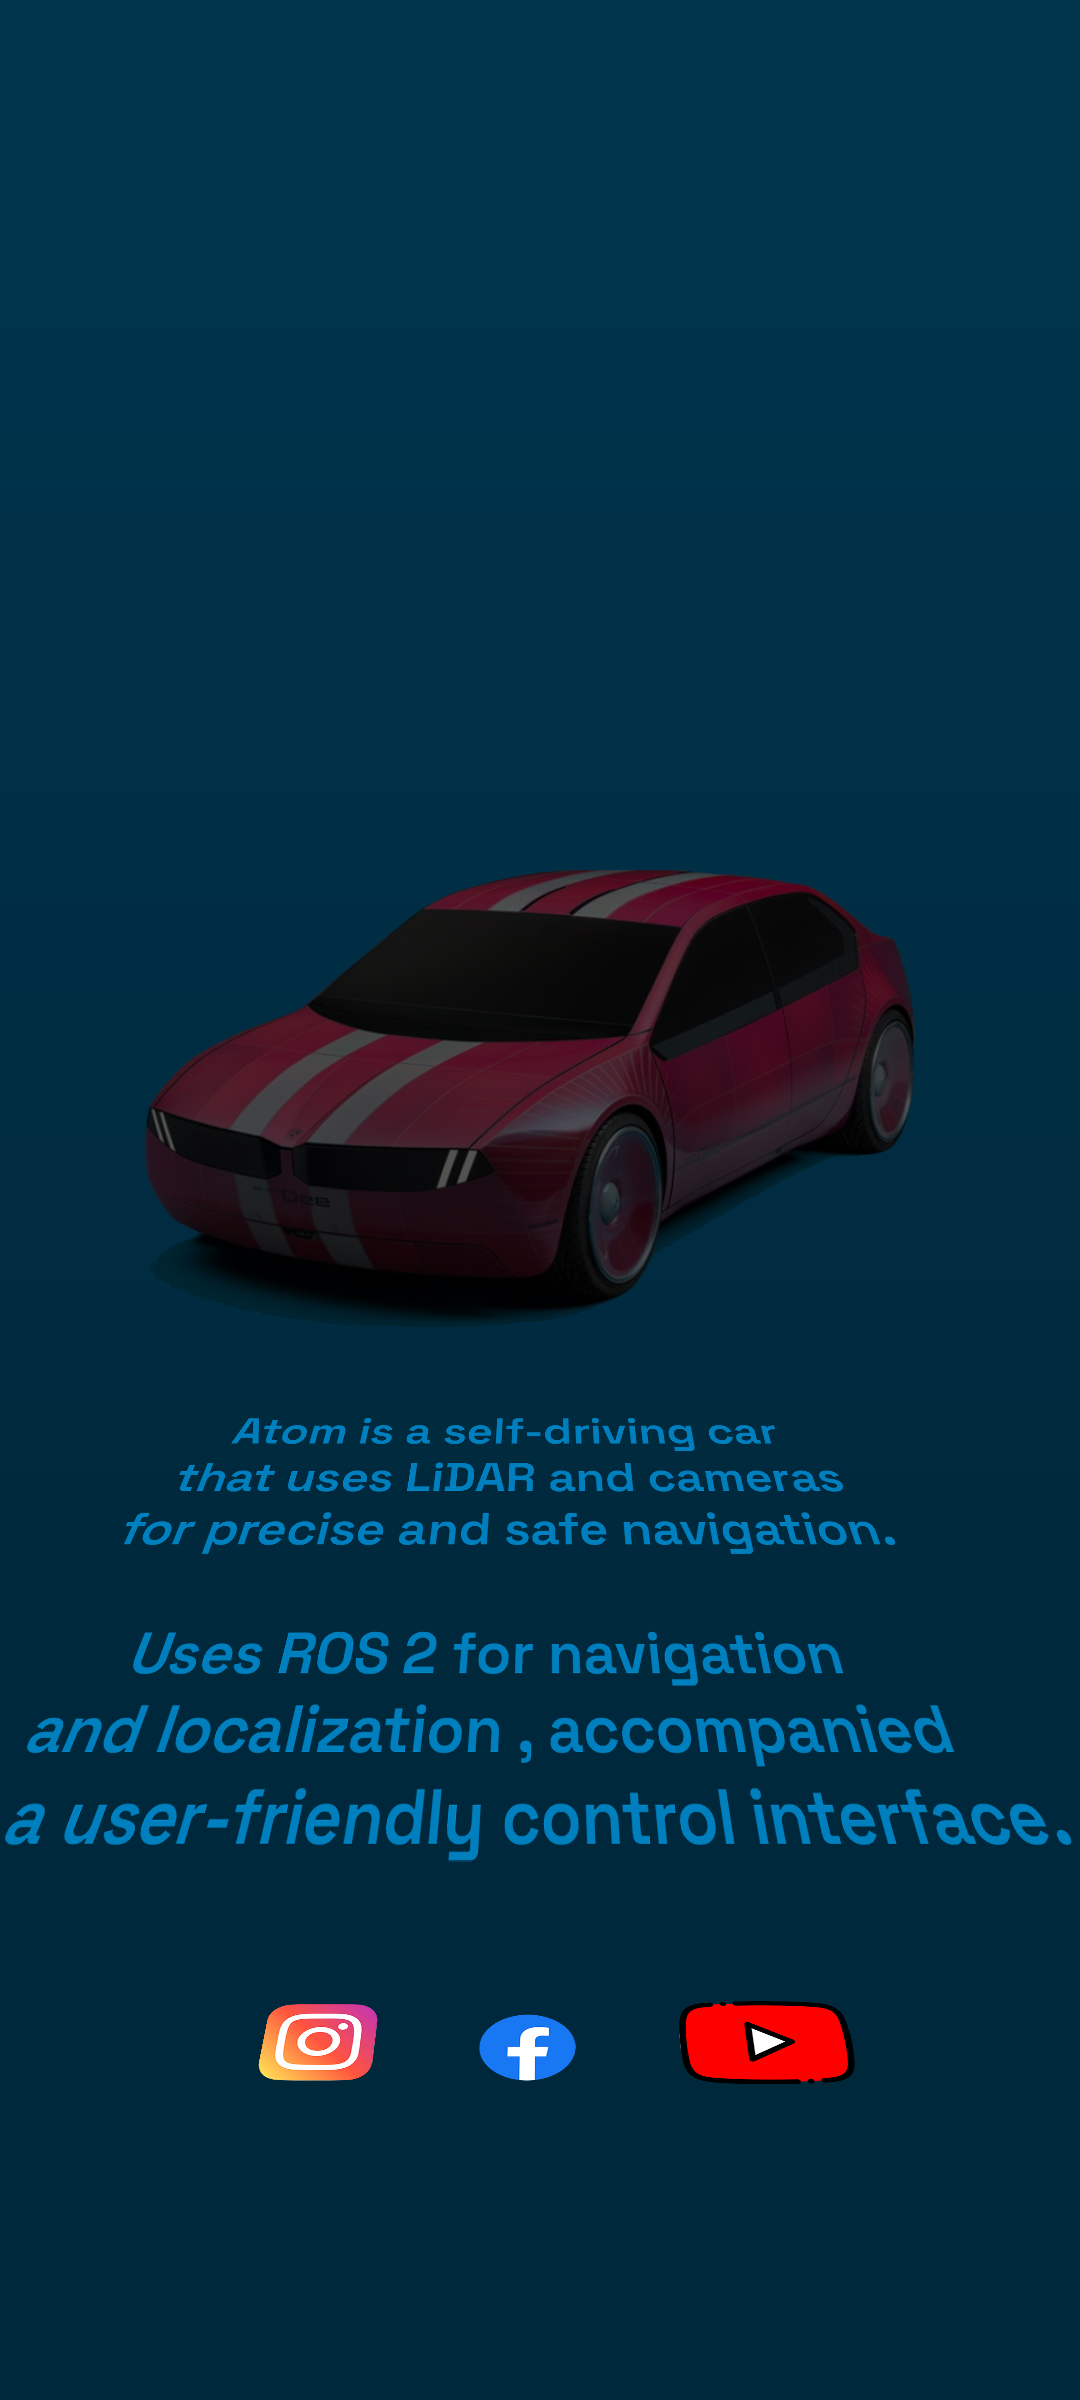 Dee
Atom is a self-driving car
that uses LiDAR and cameras
for precise and safe navigation.
Uses ROS 2 for navigation
and localization , accompanied
a user-friendly control interface.